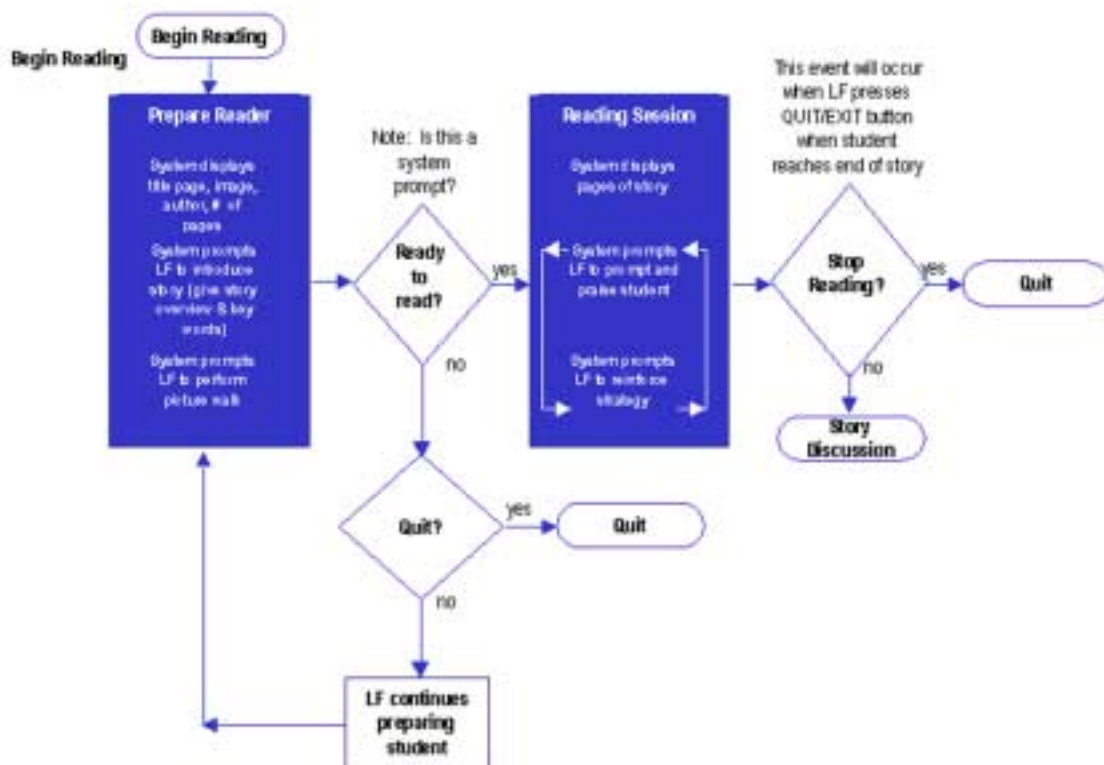 Begin Reading
Begin Reading
Prepare Reader
System displays
title page, image,
author, # of
pages
System prompts
LF to introduce
story (give story
overview & key
words)
System prompts
LF to perform
picture walk
Note: Is this a
system
prompt?
Ready
to
read?
yes
no
Reading Session
System displays
pages of story
System prompts
LF to prompt and
praise student
System prompts
LF to reinforce
strategy
This event will occur
when LF presses
QUIT/EXIT button
when student
reaches end of story
Stop
Reading?
yes
Quit
no
Story
Discussion
Quit?
yes
Quit
no
LF continues
preparing
student